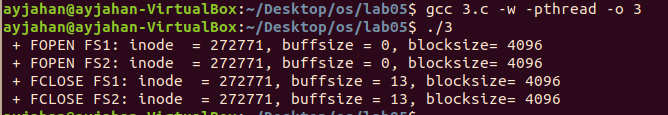 ayjahan@ayjahan-VirtualBox:~/Desktop/os/lab05$ gcc 3.c -w -pthread -o 3
ayjahan@ayjahan-VirtualBox:~/Desktop/os/lab05$ ./3
+ FOPEN FS1: inode  = 272771, buffsize = 0, blocksize= 4096
+ FOPEN FS2: inode  = 272771, buffsize = 0, blocksize= 4096
+ FCLOSE FS1: inode  = 272771, buffsize = 13, blocksize= 4096
+ FCLOSE FS2: inode  = 272771, buffsize = 13, blocksize= 4096